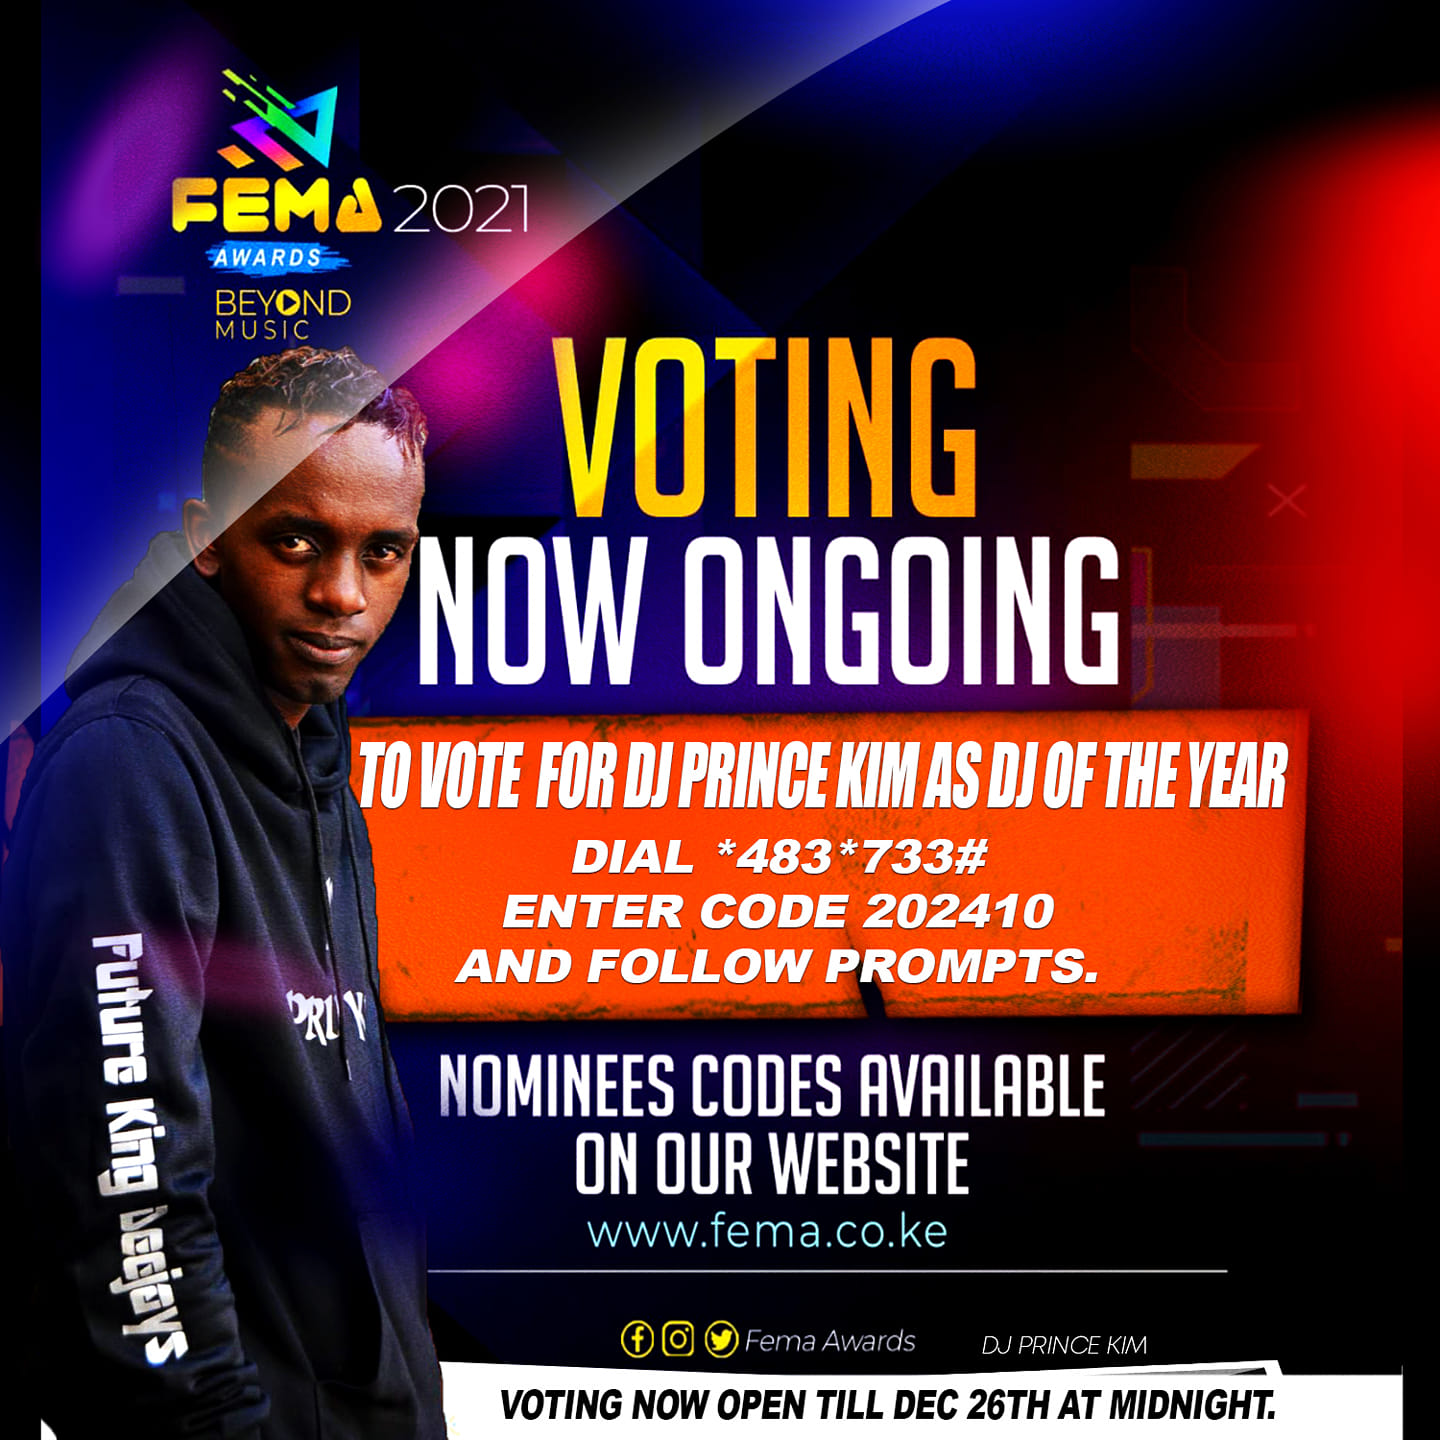 FEMA 2021
AWARDS
BEYOND
MUSIC
VOTING
NOW ONGOING
TO VOTE FOR DJ PRINCE KIM AS DJ OF THE YEAR
DIAL *483*733#
ENTER CODE 202410
AND FOLLOW PROMPTS.
Future King Deejays
NOMINEES CODES AVAILABLE
ON OUR WEBSITE
www.fema.co.ke
Fema Awards
DJ PRINCE KIM
VOTING NOW OPEN TILL DEC 26TH AT MIDNIGHT.